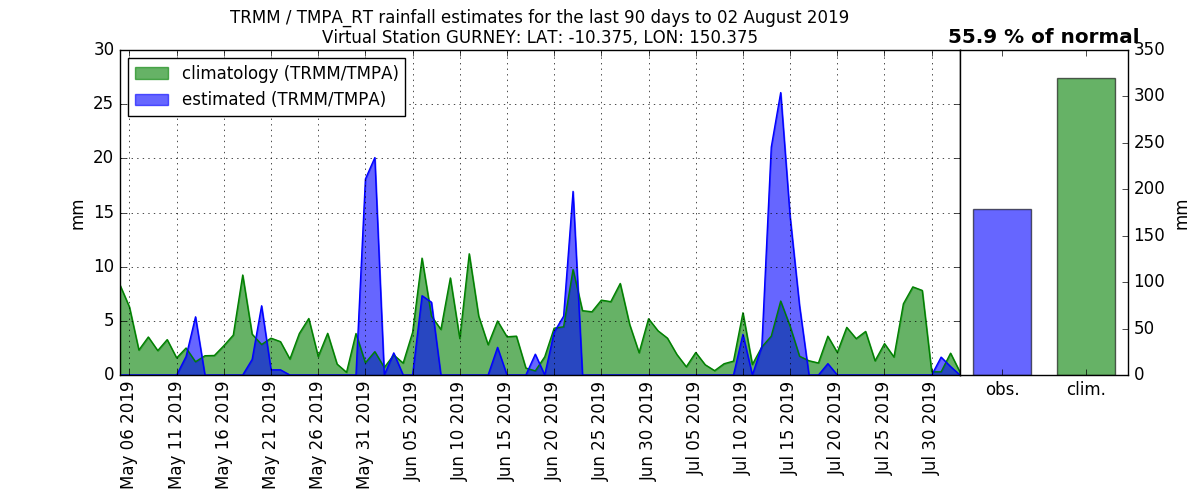 TRMM / TMPA_RT rainfall estimates for the last 90 days to 02 August 2019
Virtual Station GURNEY: LAT: -10.375, LON: 150.375
55.9 % of normal
climatology (TRMM/TMPA)
estimated (TRMM/TMPA)
30
25
20
15
10
5
0
mm
May 06 2019
May 11 2019
May 16 2019
May 21 2019
May 26 2019
May 31 2019
Jun 05 2019
Jun 10 2019
Jun 15 2019
Jun 20 2019
Jun 25 2019
Jun 30 2019
Jul 05 2019
Jul 10 2019
Jul 15 2019
Jul 20 2019
Jul 25 2019
Jul 30 2019
obs.
clim.
350
300
250
200
150
100
50
0
mm